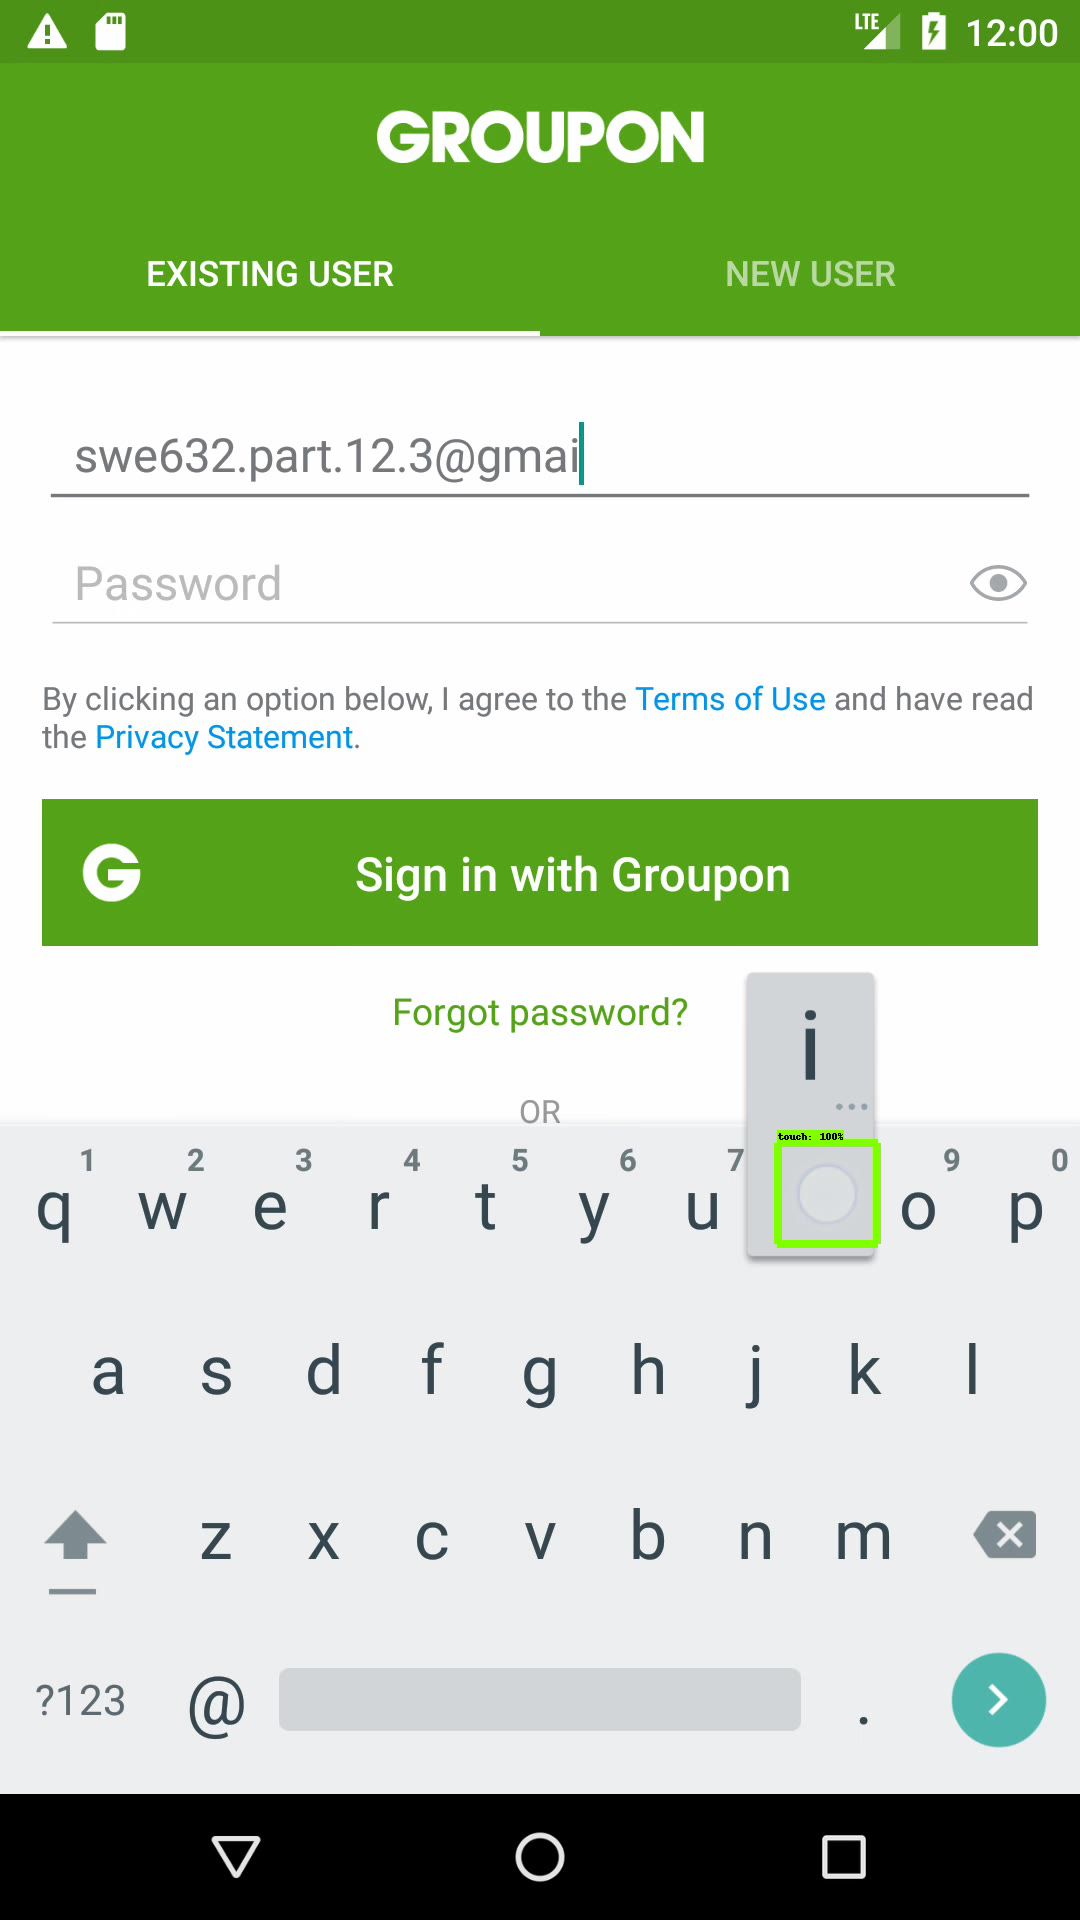 LTE 12:00
GROUPON
EXISTING USER NEW USER
swe632.part.12.3@gmai
Password
By clicking an option below, I agree to the Terms of Use and have read
the Privacy Statement.
G Sign in with Groupon
Forgot password?
i
OR
touch: 100%
1 2 3 4 5 6 7 9 0
q w e r t y u o p
a s d f g h j k l
z x c v b n m
?123 @ .